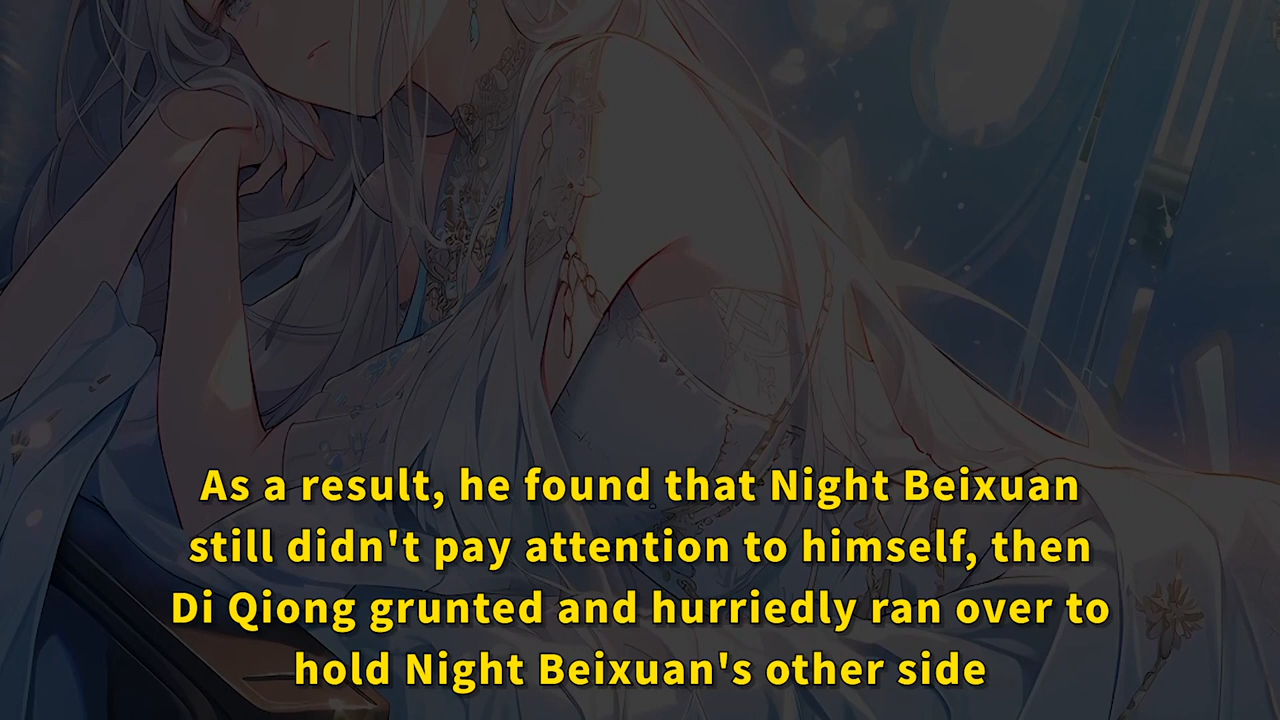 As a result, he found that Night Beixuan
still didn't pay attention to himself, then
Di Qiong grunted and hurriedly ran over to
hold Night Beixuan's other side